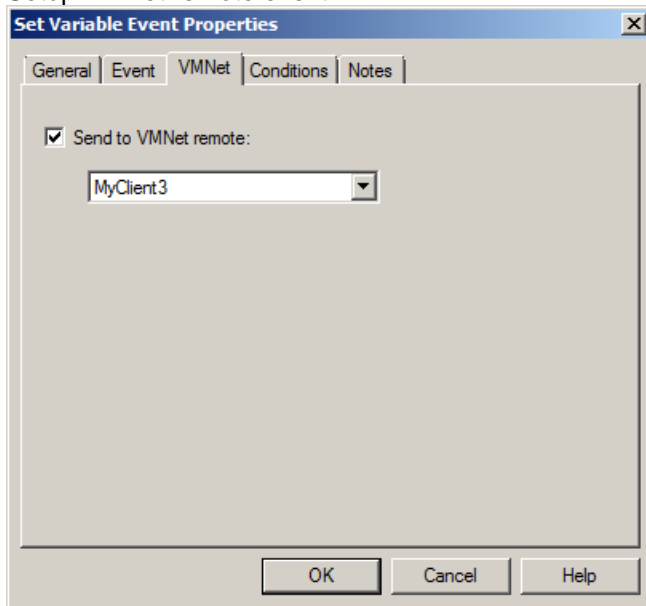 Set Variable Event Properties
General Event VMNet Conditions Notes
Send to VMNet remote:
MyClient3
OK Cancel Help